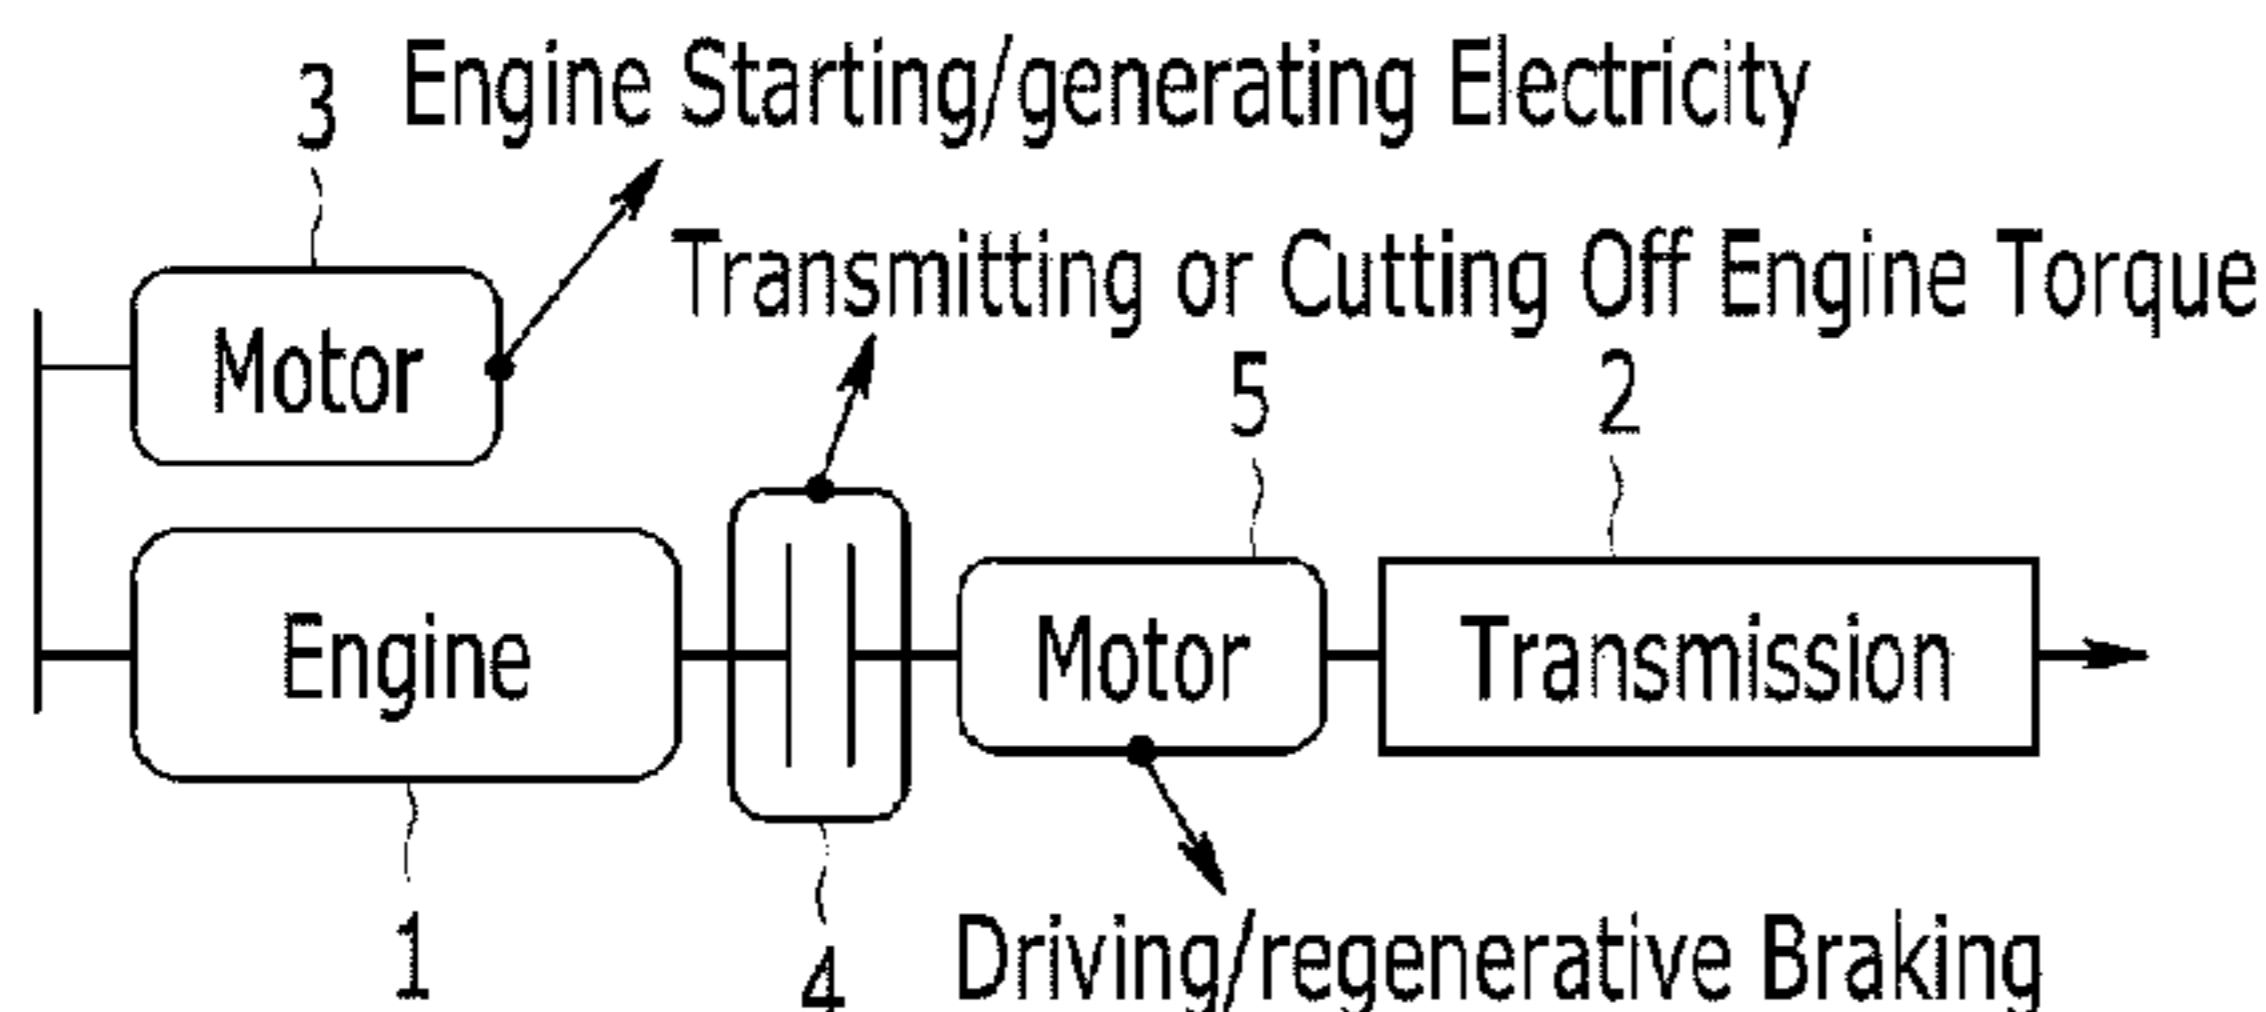 3 Engine Starting/generating Electricity
Transmitting or Cutting Off Engine Torque
Motor
5 2
Engine
Motor
Transmission
1 4 Driving/regenerative Braking